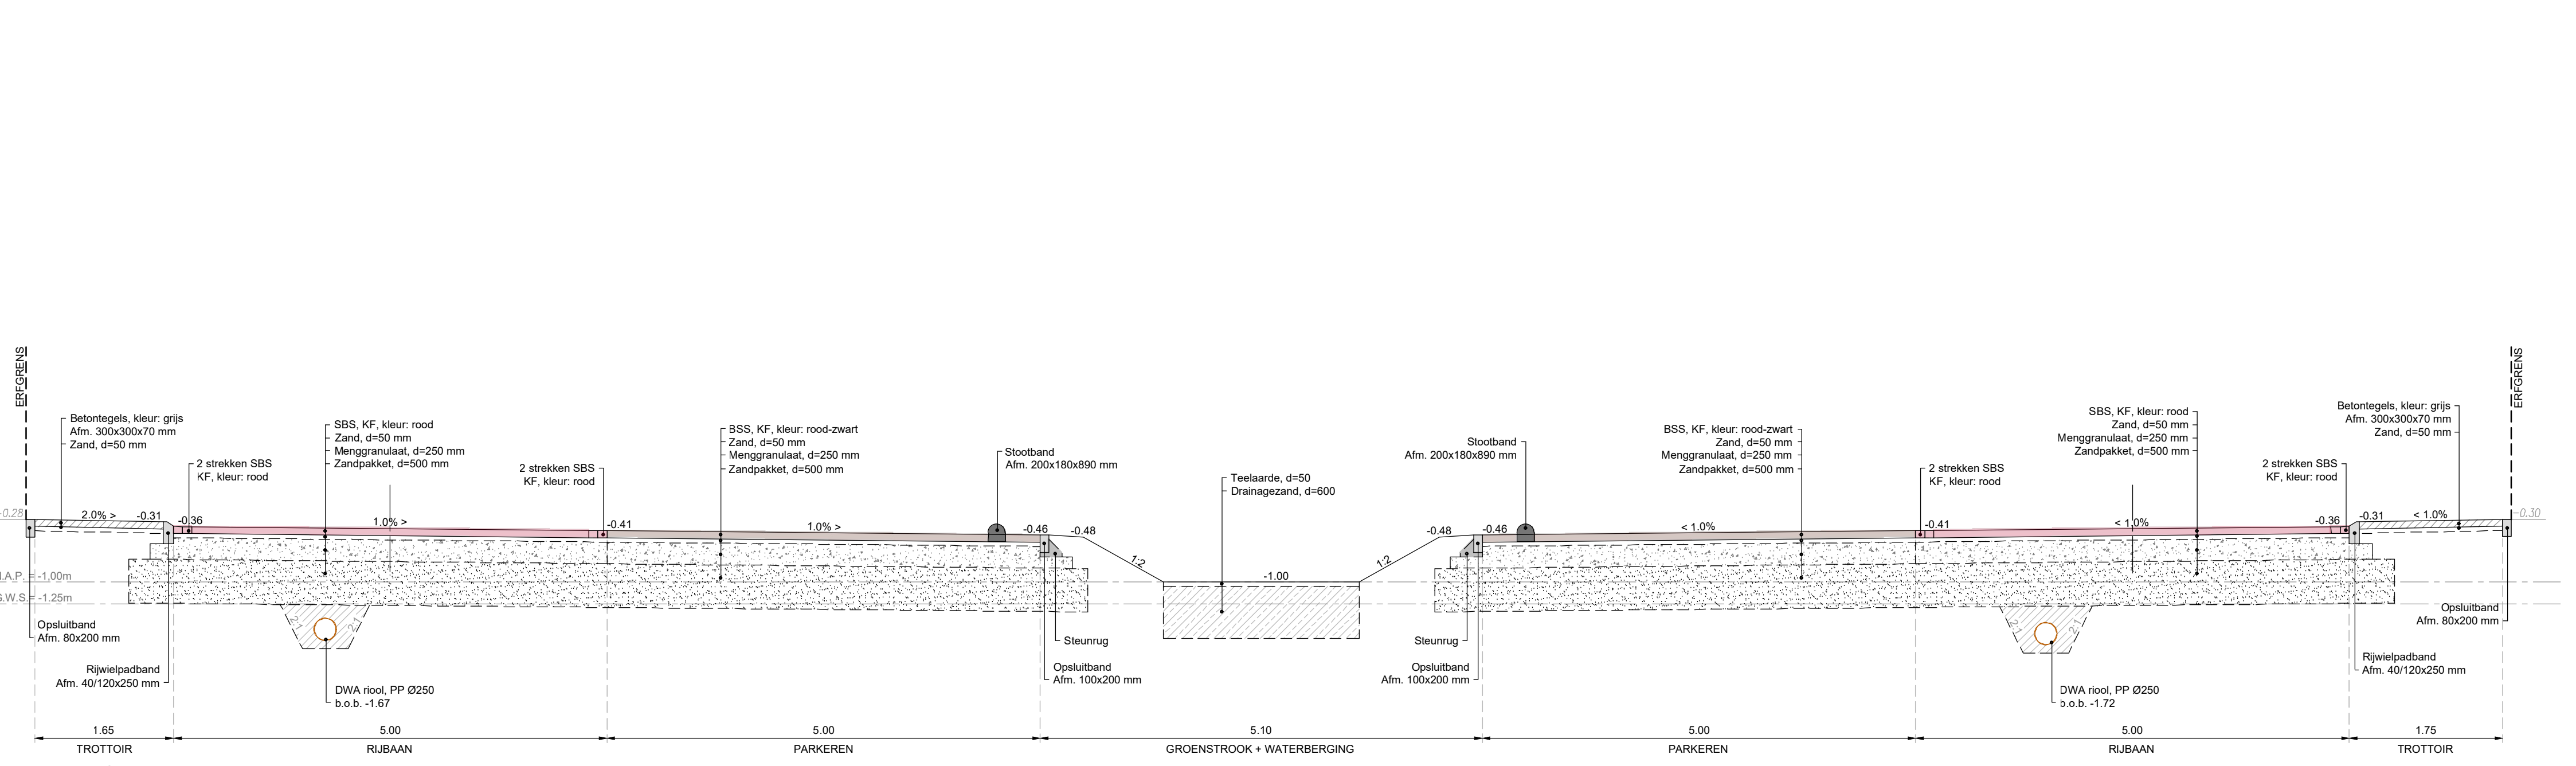 ERFGRENS
ERFGRENS
Betontegels, kleur: grijs
Afm. 300x300x70 mm
Zand, d=50 mm
2 strekken SBS
KF, kleur: rood
SBS, KF, kleur: rood
Zand, d=50 mm
Menggranulaat, d=250 mm
Zandpakket, d=500 mm
2 strekken SBS
KF, kleur: rood
BSS, KF, kleur: rood-zwart
Zand, d=50 mm
Menggranulaat, d=250 mm
Zandpakket, d=500 mm
Stootband
Afm. 200x180x890 mm
Teelaarde, d=50
Drainagezand, d=600
Stootband
Afm. 200x180x890 mm
BSS, KF, kleur: rood-zwart
Zand, d=50 mm
Menggranulaat, d=250 mm
Zandpakket, d=500 mm
2 strekken SBS
KF, kleur: rood
SBS, KF, kleur: rood
Zand, d=50 mm
Menggranulaat, d=250 mm
Zandpakket, d=500 mm
2 strekken SBS
KF, kleur: rood
Betontegels, kleur: grijs
Afm. 300x300x70 mm
Zand, d=50 mm
-0.28
2.0% >
-0.31
-0.36
1.0% >
-0.41
1.0% >
-0.46
-0.48
1:2
-1.00
1:2
-0.48
-0.46
< 1.0%
-0.41
< 1.0%
-0.36
-0.31
< 1.0%
-0.30
.A.P. = -1,00m
.W.S.= -1.25m
2:1
2:1
2:1
2:1
Opsluitband
Afm. 80x200 mm
Rijwielpadband
Afm. 40/120x250 mm
DWA riool, PP Ø250
b.o.b. -1.67
Steunrug
Opsluitband
Afm. 100x200 mm
Steunrug
Opsluitband
Afm. 100x200 mm
DWA riool, PP Ø250
b.o.b. -1.72
Rijwielpadband
Afm. 40/120x250 mm
Opsluitband
Afm. 80x200 mm
1.65
5.00
5.00
5.10
5.00
5.00
1.75
TROTTOIR
RIJBAAN
PARKEREN
GROENSTROOK + WATERBERGING
PARKEREN
RIJBAAN
TROTTOIR